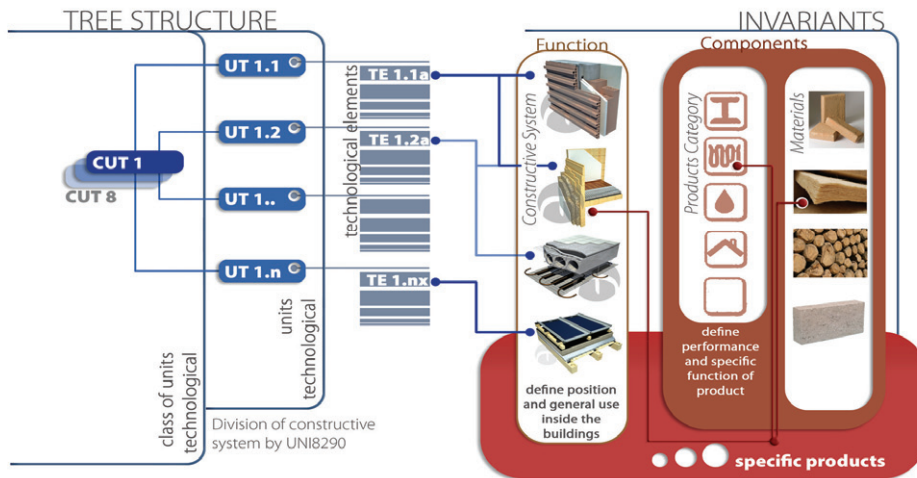 TREE STRUCTURE
INVARIANTS
Function
Components
UT 1.1
UT 1.2
UT 1..
UT 1.n
CUT 1
CUT 8
TE 1.1a
TE 1.2a
TE 1.nx
technological elements
units
technological
class of units
technological
Division of constructive
system by UNI8290
Constructive System
Products Category
Materials
define position
and general use
inside the
buildings
define
performance
and specific
function of
product
specific products